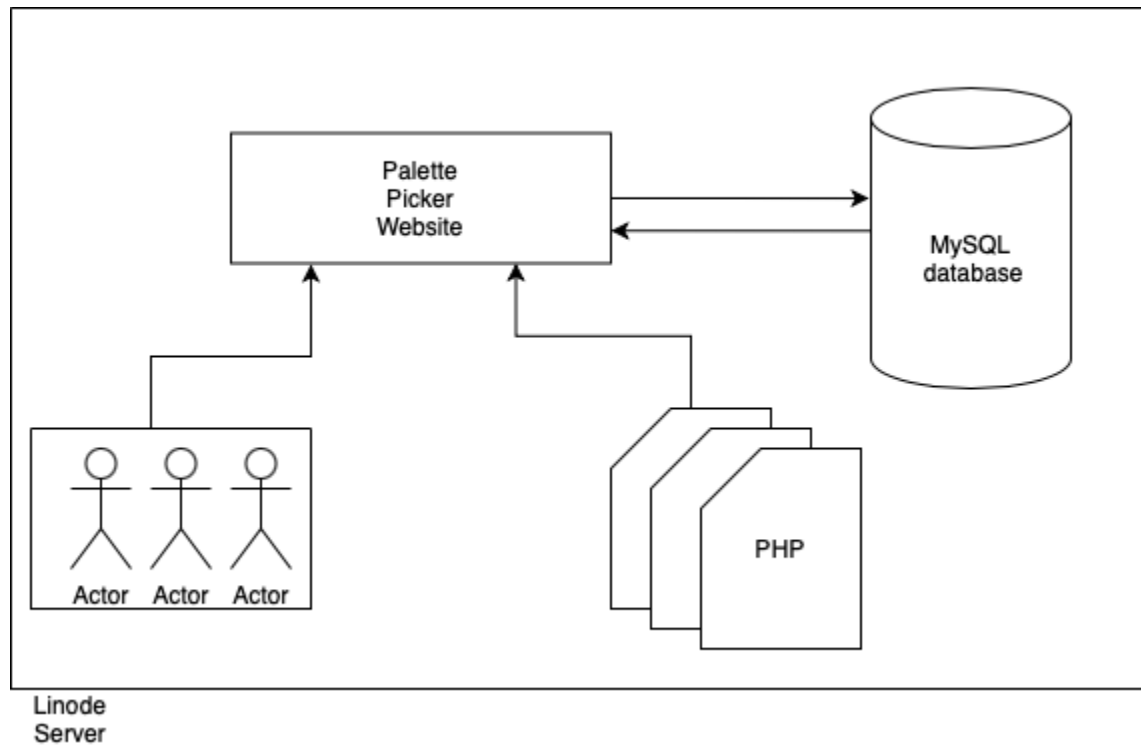 Palette
Picker
Website
MySQL
database
Actor Actor Actor
PHP
Linode
Server